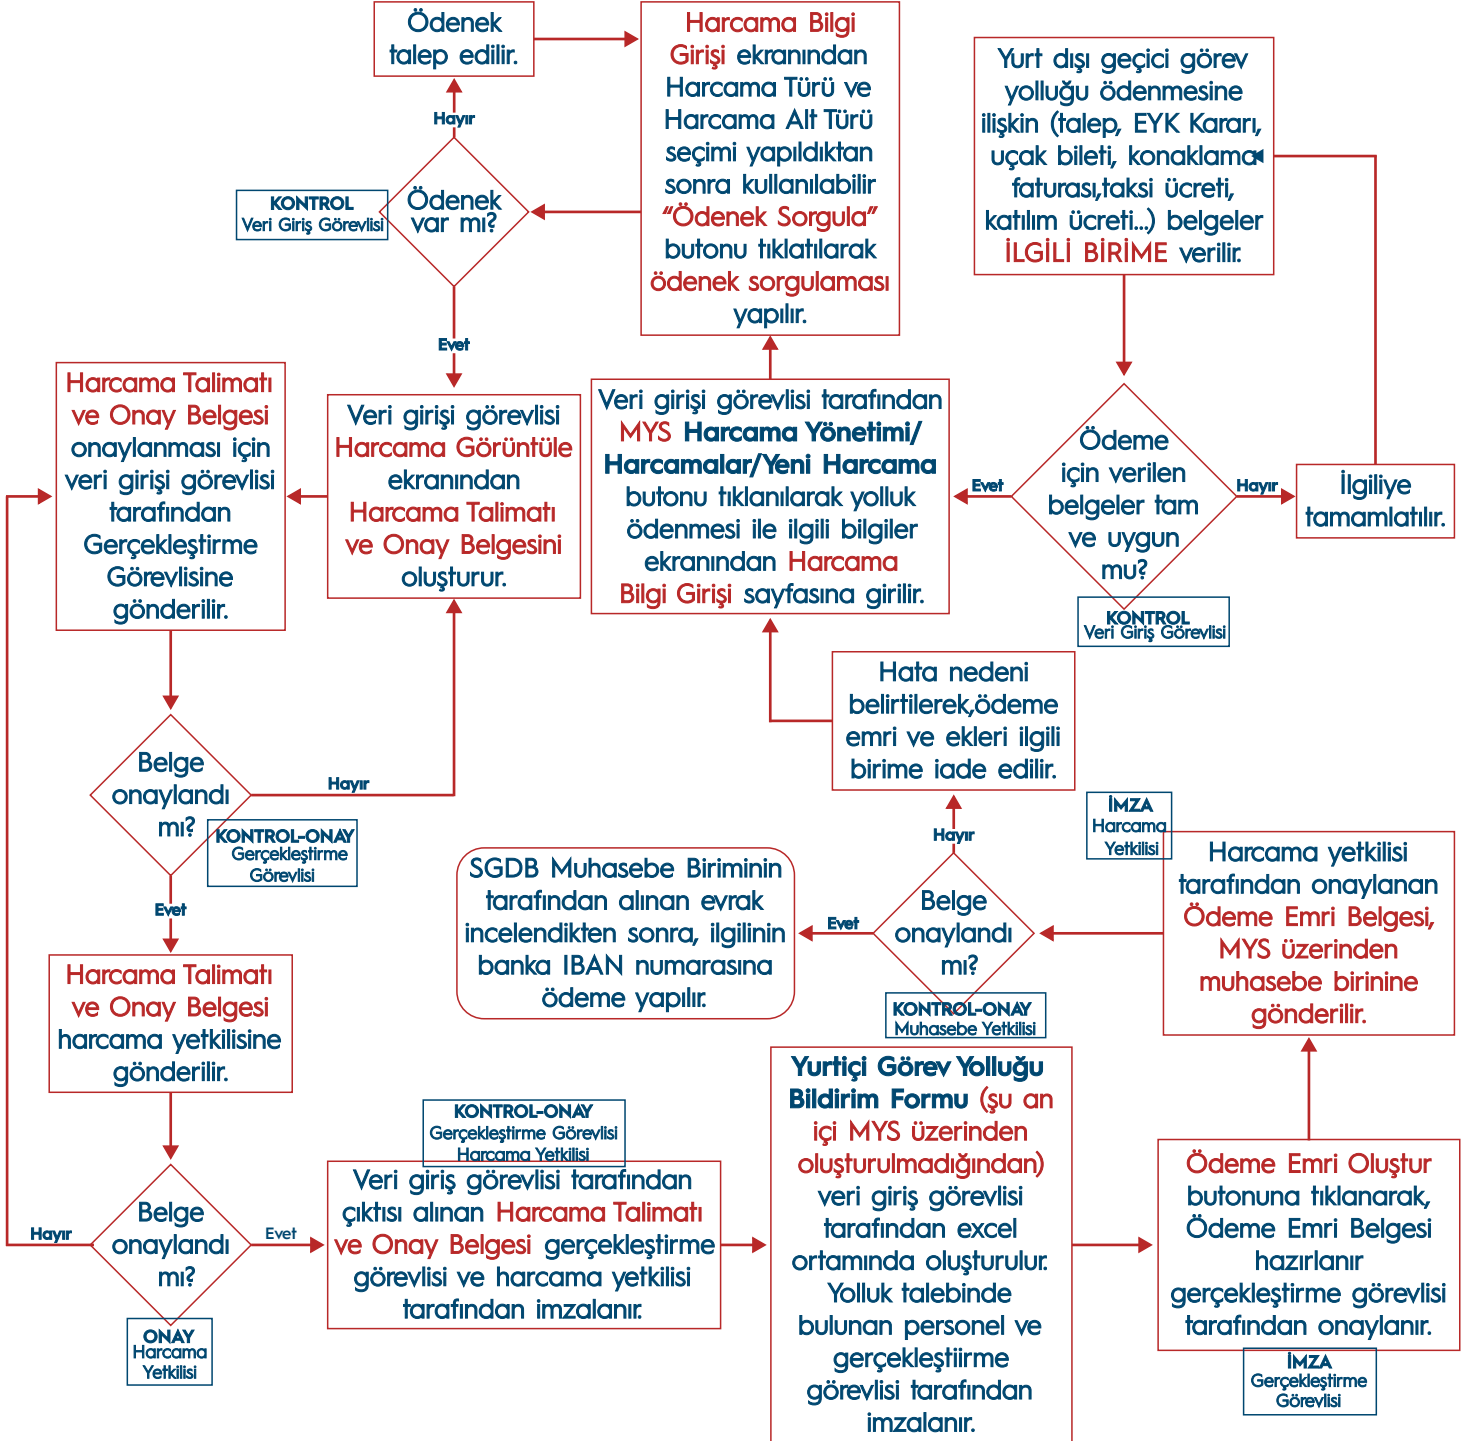 Yurt dışı geçici görev
yolluğu ödenmesine
ilişkin (talep, EYK Kararı,
uçak bileti, konaklama
faturası,taksi ücreti,
katılım ücreti...) belgeler
İLGİLİ BİRİME verilir.
Ödeme
için verilen
belgeler tam
ve uygun
mu?
KONTROL
Veri Giriş Görevlisi
Hayır
İlgiliye
tamamlatılır.
Evet
Veri girişi görevlisi tarafından
MYS Harcama Yönetimi/
Harcamalar/Yeni Harcama
butonu tıklanılarak yolluk
ödenmesi ile ilgili bilgiler
ekranından Harcama
Bilgi Girişi sayfasına girilir.
Harcama Bilgi
Girişi ekranından
Harcama Türü ve
Harcama Alt Türü
seçimi yapıldıktan
sonra kullanılabilir
“Ödenek Sorgula”
butonu tıklatılarak
ödenek sorgulaması
yapılır.
Ödenek
var mı?
KONTROL
Veri Giriş Görevlisi
Hayır
Ödenek
talep edilir.
Evet
Veri girişi görevlisi
Harcama Görüntüle
ekranından
Harcama Talimatı
ve Onay Belgesini
oluşturur.
Harcama Talimatı
ve Onay Belgesi
onaylanması için
veri girişi görevlisi
tarafından
Gerçekleştirme
Görevlisine
gönderilir.
Belge
onaylandı
mı?
KONTROL-ONAY
Gerçekleştirme
Görevlisi
Hayır
Evet
Harcama Talimatı
ve Onay Belgesi
harcama yetkilisine
gönderilir.
Belge
onaylandı
mı?
ONAY
Harcama
Yetkilisi
Hayır
Evet
KONTROL-ONAY
Gerçekleştirme Görevlisi
Harcama Yetkilisi
Veri giriş görevlisi tarafından
çıktısı alınan Harcama Talimatı
ve Onay Belgesi gerçekleştirme
görevlisi ve harcama yetkilisi
tarafından imzalanır.
Yurtiçi Görev Yolluğu
Bildirim Formu (şu an
içi MYS üzerinden
oluşturulmadığından)
veri giriş görevlisi
tarafından excel
ortamında oluşturulur.
Yolluk talebinde
bulunan personel ve
gerçekleştiirme
görevlisi tarafından
imzalanır.
Ödeme Emri Oluştur
butonuna tıklanarak,
Ödeme Emri Belgesi
hazırlanır
gerçekleştirme görevlisi
tarafından onaylanır.
İMZA
Gerçekleştirme
Görevlisi
İMZA
Harcama
Yetkilisi
Harcama yetkilisi
tarafından onaylanan
Ödeme Emri Belgesi,
MYS üzerinden
muhasebe birinine
gönderilir.
Belge
onaylandı
mı?
KONTROL-ONAY
Muhasebe Yetkilisi
Hayır
Hata nedeni
belirtilerek,ödeme
emri ve ekleri ilgili
birime iade edilir.
Evet
SGDB Muhasebe Biriminin
tarafından alınan evrak
incelendikten sonra, ilgilinin
banka IBAN numarasına
ödeme yapılır.